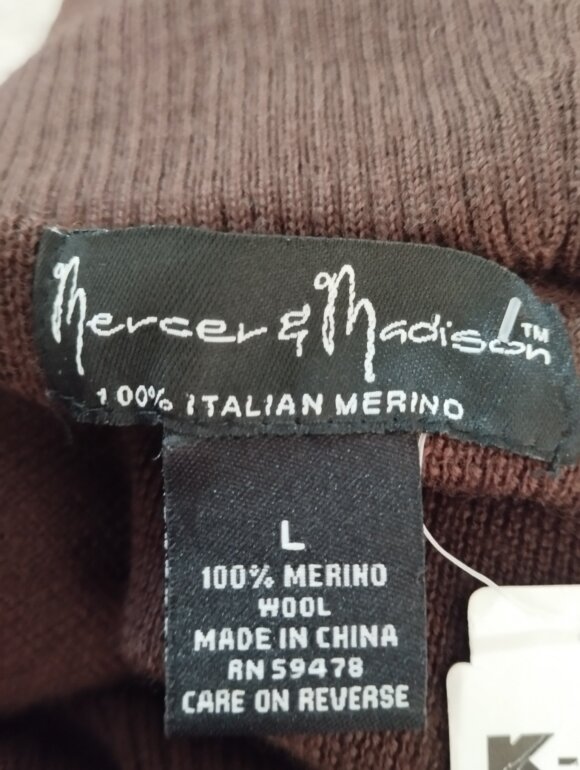 Mercer & Madison™
100% ITALIAN MERINO
L
100% MERINO
WOOL
MADE IN CHINA
RN 59478
CARE ON REVERSE
K-